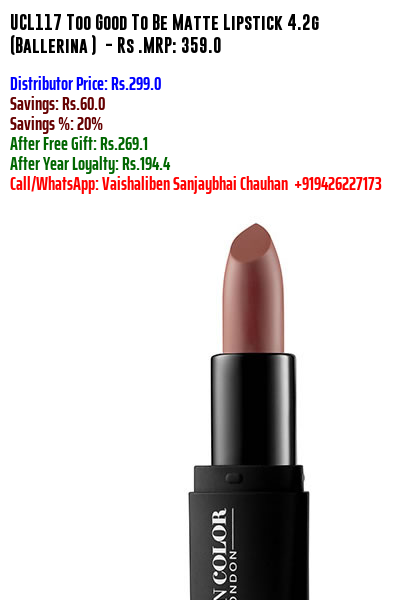 UCL117 Too Good To Be Matte Lipstick 4.2g
(Ballerina ) - Rs .MRP: 359.0
Distributor Price: Rs.299.0
Savings: Rs.60.0
Savings %: 20%
After Free Gift: Rs.269.1
After Year Loyalty: Rs.194.4
Call/WhatsApp: Vaishaliben Sanjaybhai Chauhan +919426227173
N COLOR
ONDON